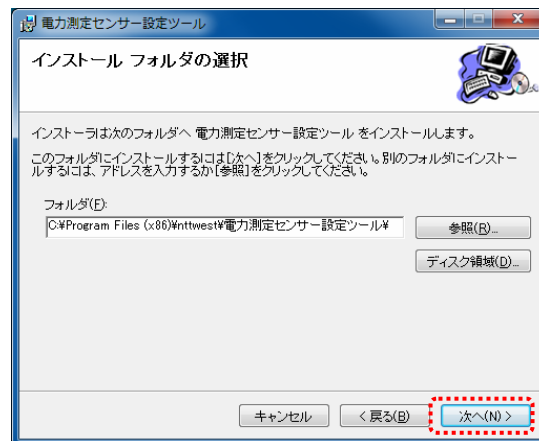 電力測定センサー設定ツール
インストール フォルダの選択
インストーラは次のフォルダへ 電力測定センサー設定ツール をインストールします。
このフォルダにインストールするには[次へ]をクリックしてください。別のフォルダにインストー
ルするには、アドレスを入力するか[参照]をクリックしてください。
フォルダ(F):
C:¥Program Files (x86)¥nttwest¥電力測定センサー設定ツール¥
参照(R)...
ディスク領域(D)...
キャンセル
< 戻る(B)
次へ(N) >